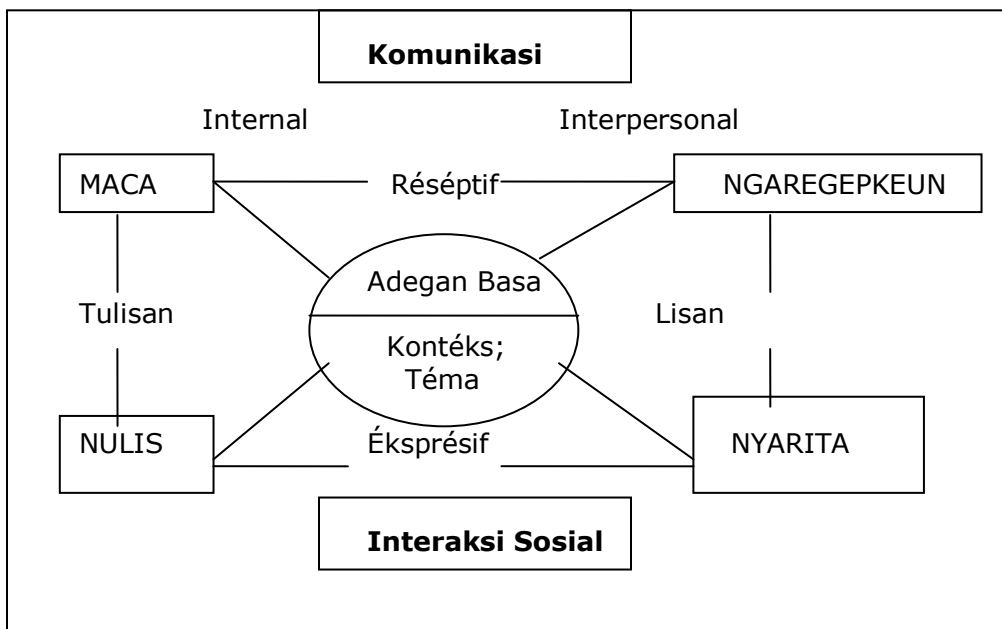 Komunikasi
Internal Interpersonal
MACA Réséptif NGAREGEPKEUN
Adegan Basa
Tulisan Lisan
Kontéks;
Téma
NULIS Éksprésif NYARITA
Interaksi Sosial